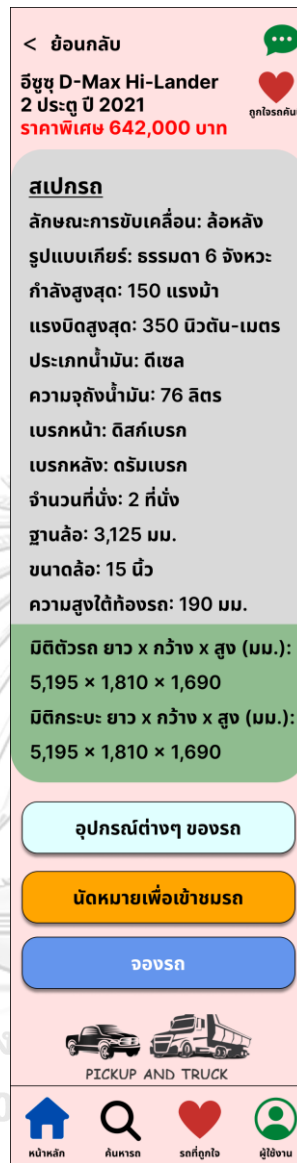 < ย้อนกลับ
อีซูซุ D-Max Hi-Lander
2 ประตู ปี 2021
ราคาพิเศษ 642,000 บาท
ถูกใจรถคันนี้
สเปกรถ
ลักษณะการขับเคลื่อน: ล้อหลัง
รูปแบบเกียร์: ธรรมดา 6 จังหวะ
กำลังสูงสุด: 150 แรงม้า
แรงบิดสูงสุด: 350 นิวตัน-เมตร
ประเภทน้ำมัน: ดีเซล
ความจุถังน้ำมัน: 76 ลิตร
เบรกหน้า: ดิสก์เบรก
เบรกหลัง: ดรัมเบรก
จำนวนที่นั่ง: 2 ที่นั่ง
ฐานล้อ: 3,125 มม.
ขนาดล้อ: 15 นิ้ว
ความสูงใต้ท้องรถ: 190 มม.
มิติตัวรถ ยาว x กว้าง x สูง (มม.):
5,195 × 1,810 × 1,690
มิติกระบะ ยาว x กว้าง x สูง (มม.):
5,195 × 1,810 × 1,690
อุปกรณ์ต่างๆ ของรถ
นัดหมายเพื่อเข้าชมรถ
จองรถ
PICKUP AND TRUCK
หน้าหลัก ค้นหารถ รถที่ถูกใจ ผู้ใช้งาน